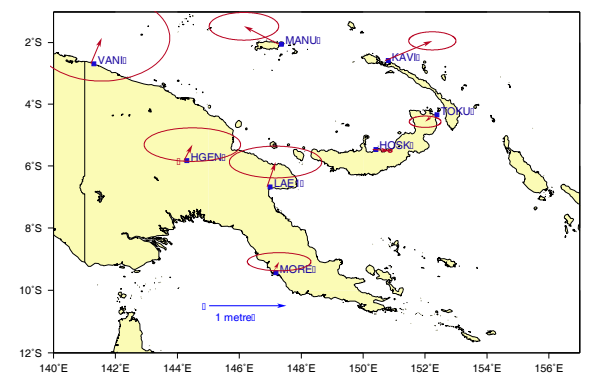 2˚S
4˚S
6˚S
8˚S
10˚S
12˚S
MANU▯
VANI▯
KAVI▯
TOKU▯
HOSK▯
▯ HGEN▯
LAE1▯
MORE▯
▯
1 metre▯
140˚E
142˚E
144˚E
146˚E
148˚E
150˚E
152˚E
154˚E
156˚E